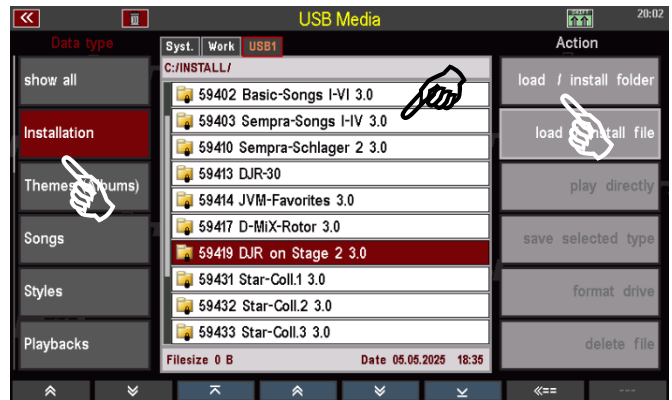 USB Media
SHIFT
20:02
Data type
Syst. Work USB1
Action
C:/INSTALL/
show all
Installation
Themes (Albums)
Songs
Styles
Playbacks
59402 Basic-Songs I-VI 3.0
59403 Sempra-Songs I-IV 3.0
59410 Sempra-Schlager 2 3.0
59413 DJR-30
59414 JVM-Favorites 3.0
59417 D-MiX-Rotor 3.0
59419 DJR on Stage 2 3.0
59431 Star-Coll.1 3.0
59432 Star-Coll.2 3.0
59433 Star-Coll.3 3.0
Filesize 0 B Date 05.05.2025 18:35
load / install folder
load / install file
play directly
save selected type
format drive
delete file
«==
---